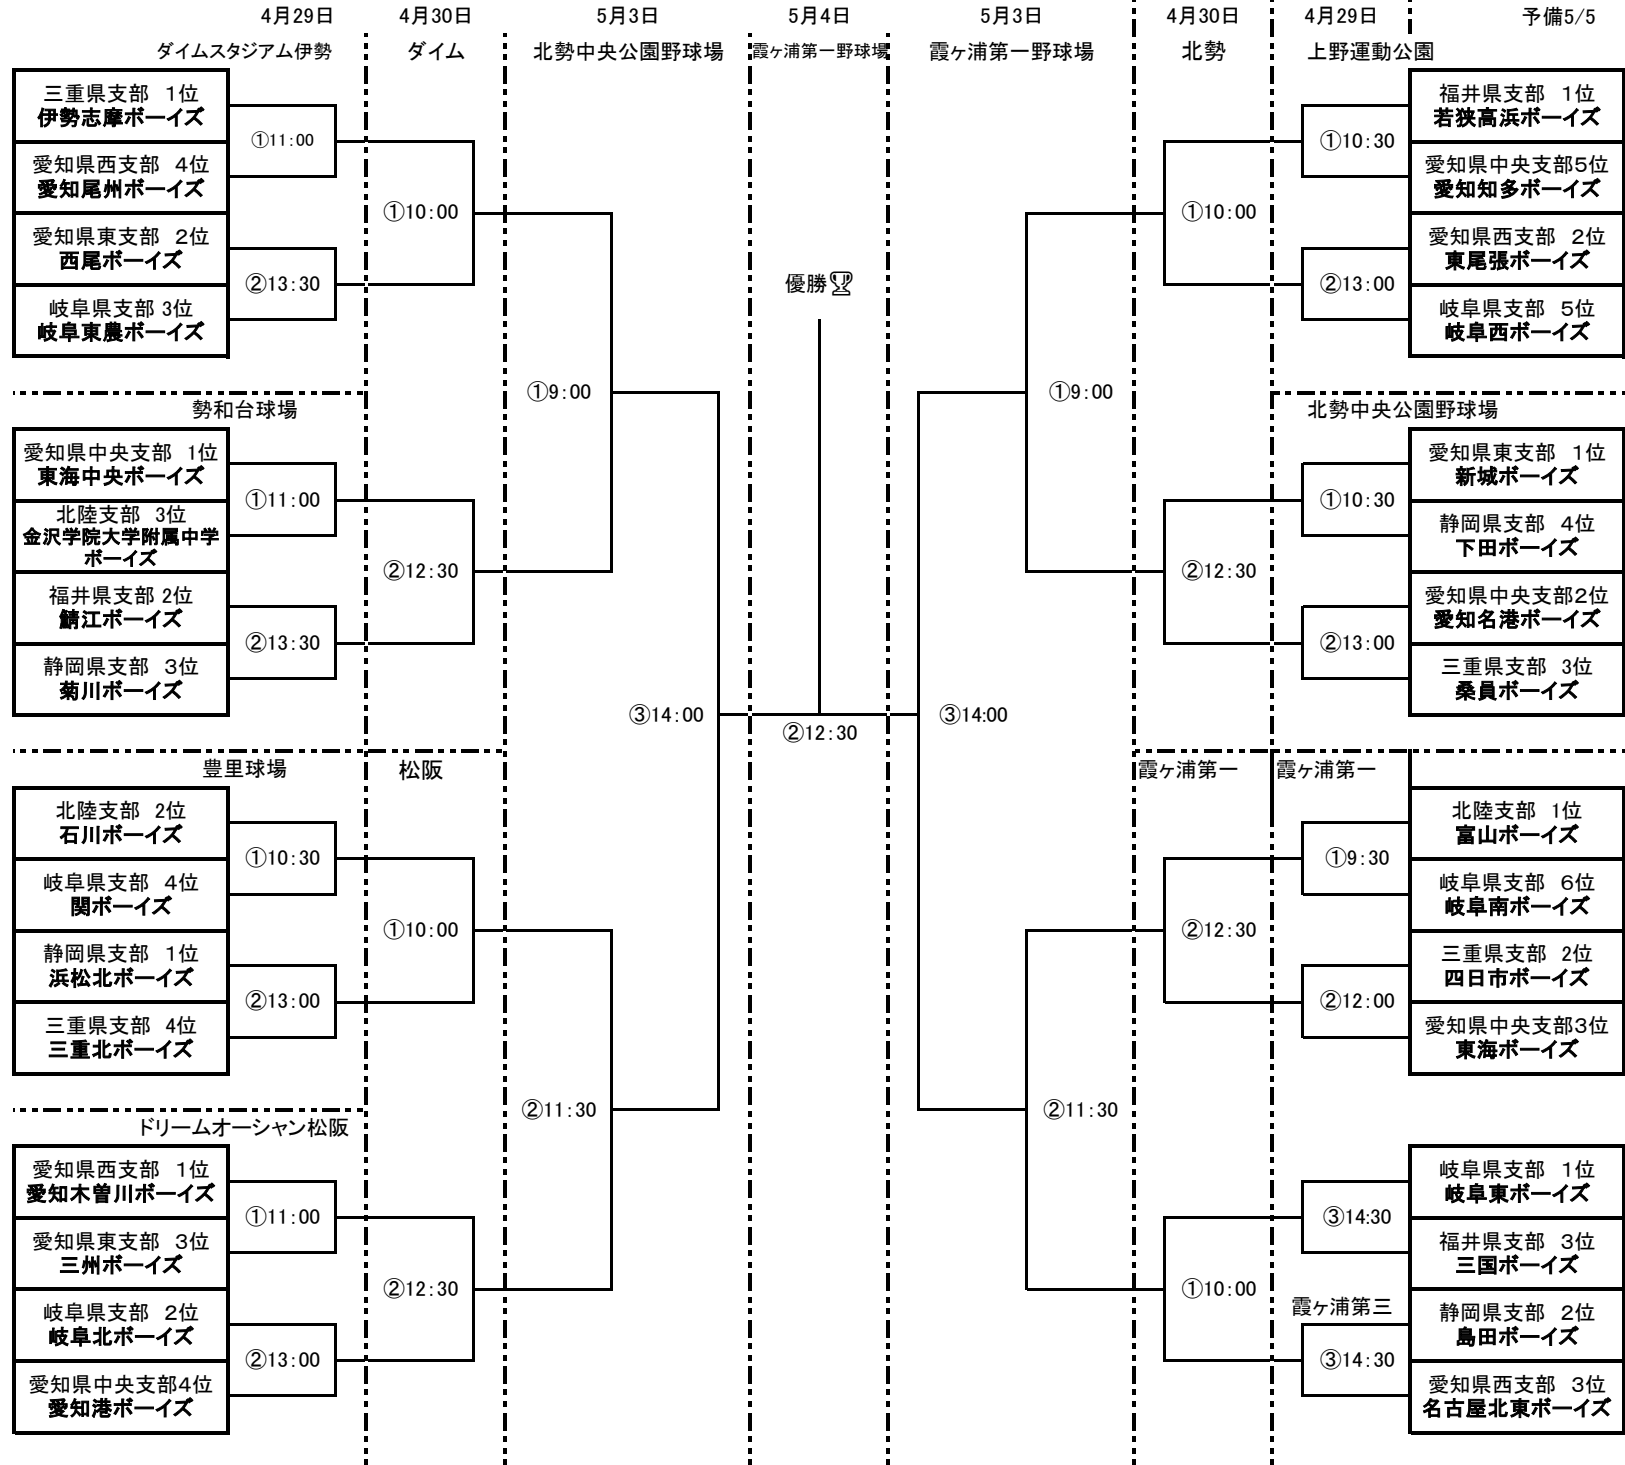 4月29日
4月30日
5月3日
5月4日
5月3日
4月30日
4月29日
予備5/5
ダイムスタジアム伊勢
ダイム
北勢中央公園野球場
霞ヶ浦第一野球場
霞ヶ浦第一野球場
北勢
上野運動公園
三重県支部 1位
伊勢志摩ボーイズ
①11:00
愛知県西支部 4位
愛知尾州ボーイズ
①10:00
愛知県東支部 2位
西尾ボーイズ
②13:30
岐阜県支部 3位
岐阜東農ボーイズ
①9:00
勢和台球場
愛知県中央支部 1位
東海中央ボーイズ
①11:00
北陸支部 3位
金沢学院大学附属中学
ボーイズ
②12:30
福井県支部 2位
鯖江ボーイズ
②13:30
静岡県支部 3位
菊川ボーイズ
③14:00
豊里球場
松阪
北陸支部 2位
石川ボーイズ
①10:30
岐阜県支部 4位
関ボーイズ
①10:00
静岡県支部 1位
浜松北ボーイズ
②13:00
三重県支部 4位
三重北ボーイズ
②11:30
ドリームオーシャン松阪
愛知県西支部 1位
愛知木曽川ボーイズ
①11:00
愛知県東支部 3位
三州ボーイズ
②12:30
岐阜県支部 2位
岐阜北ボーイズ
②13:00
愛知県中央支部4位
愛知港ボーイズ
優勝🏆
②12:30
福井県支部 1位
若狭高浜ボーイズ
①10:30
愛知県中央支部5位
愛知知多ボーイズ
①10:00
愛知県西支部 2位
東尾張ボーイズ
②13:00
岐阜県支部 5位
岐阜西ボーイズ
①9:00
北勢中央公園野球場
愛知県東支部 1位
新城ボーイズ
①10:30
静岡県支部 4位
下田ボーイズ
②12:30
愛知県中央支部2位
愛知名港ボーイズ
②13:00
三重県支部 3位
桑員ボーイズ
③14:00
霞ヶ浦第一
霞ヶ浦第一
北陸支部 1位
富山ボーイズ
①9:30
岐阜県支部 6位
岐阜南ボーイズ
②12:30
三重県支部 2位
四日市ボーイズ
②12:00
愛知県中央支部3位
東海ボーイズ
②11:30
岐阜県支部 1位
岐阜東ボーイズ
③14:30
福井県支部 3位
三国ボーイズ
①10:00
霞ヶ浦第三
静岡県支部 2位
島田ボーイズ
③14:30
愛知県西支部 3位
名古屋北東ボーイズ